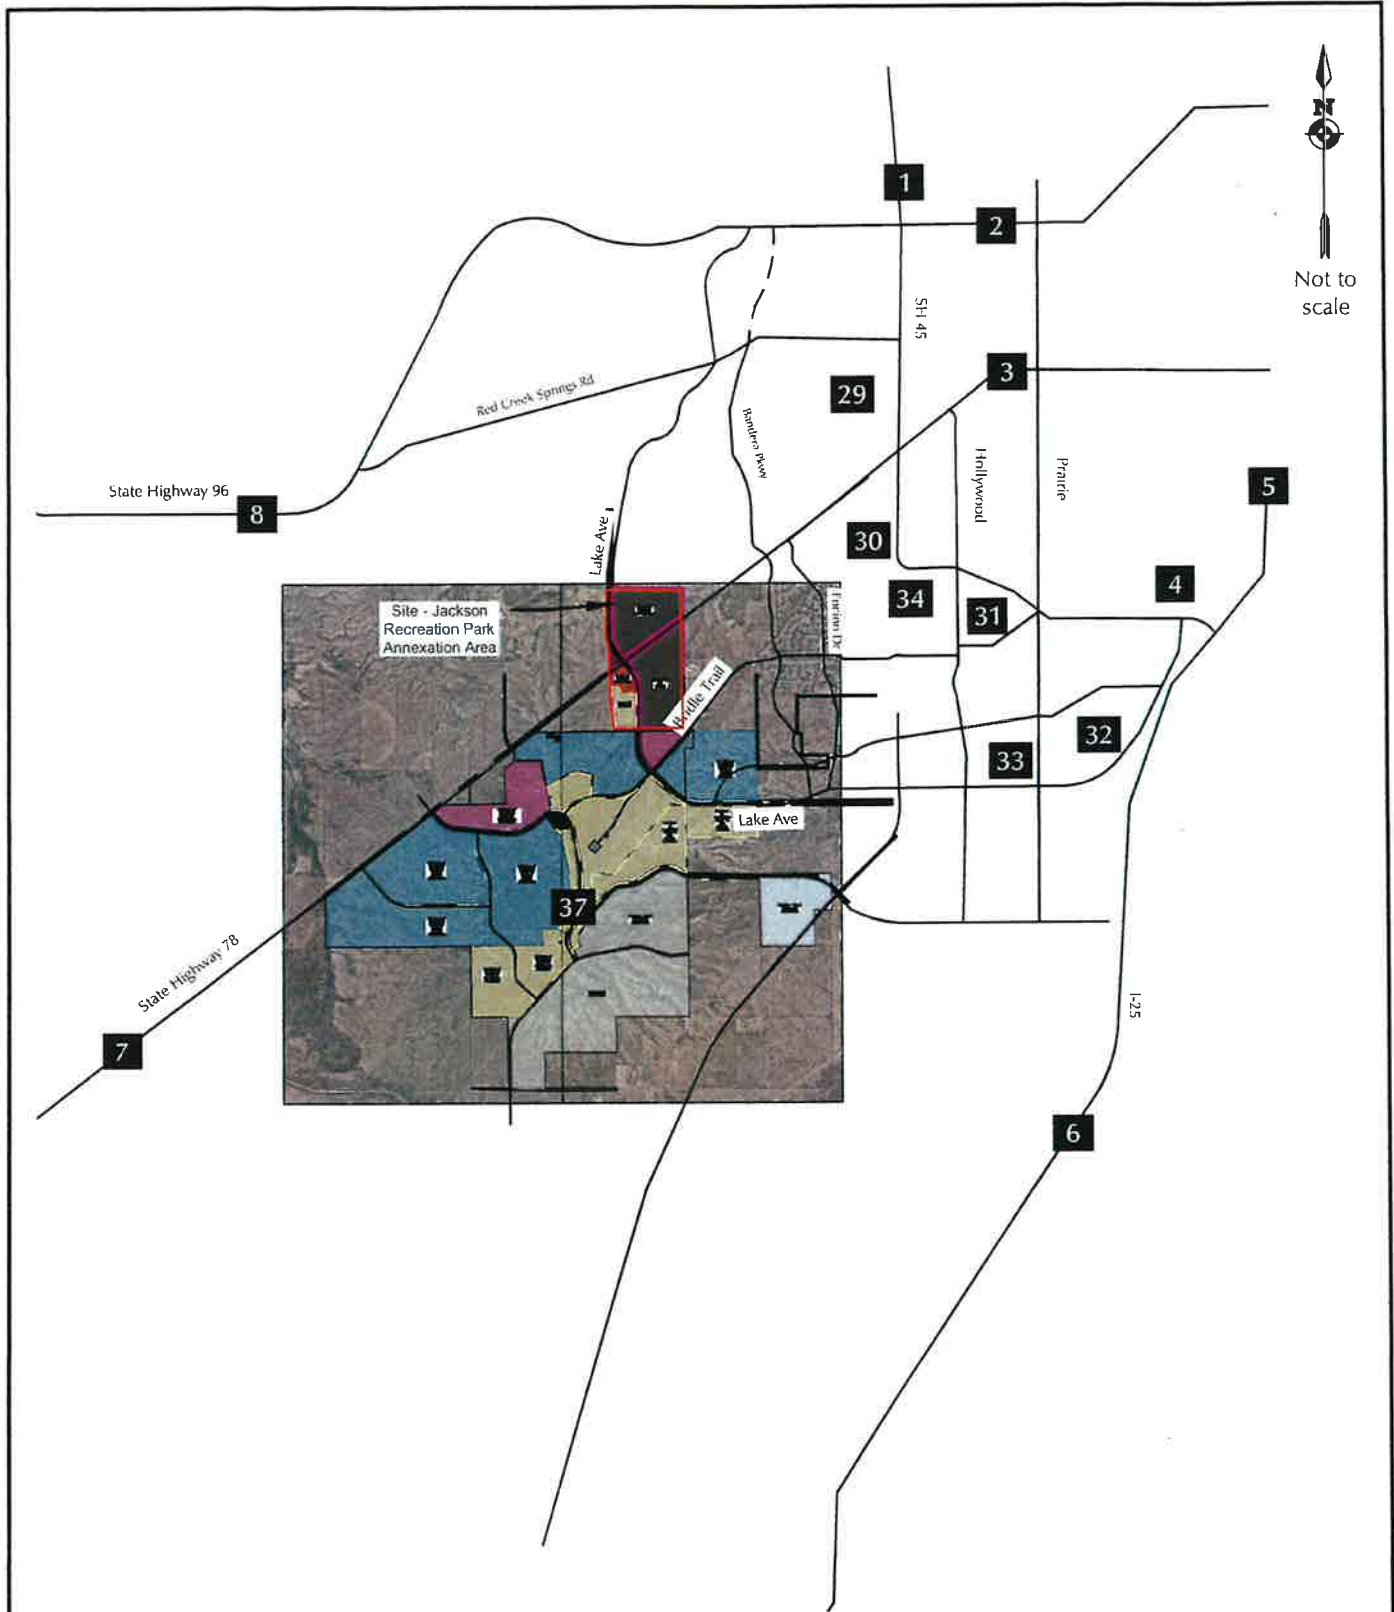 N
Not to
scale
1
2
SH 45
3
29
Red Creek Springs Rd
Bandera Pkwy
Hollywood
Prairie
5
State Highway 96
8
Lake Ave
30
4
34
31
Site - Jackson
Recreation Park
Annexation Area
Bridle Trail
32
33
Lake Ave
37
State Highway 78
I-25
7
6